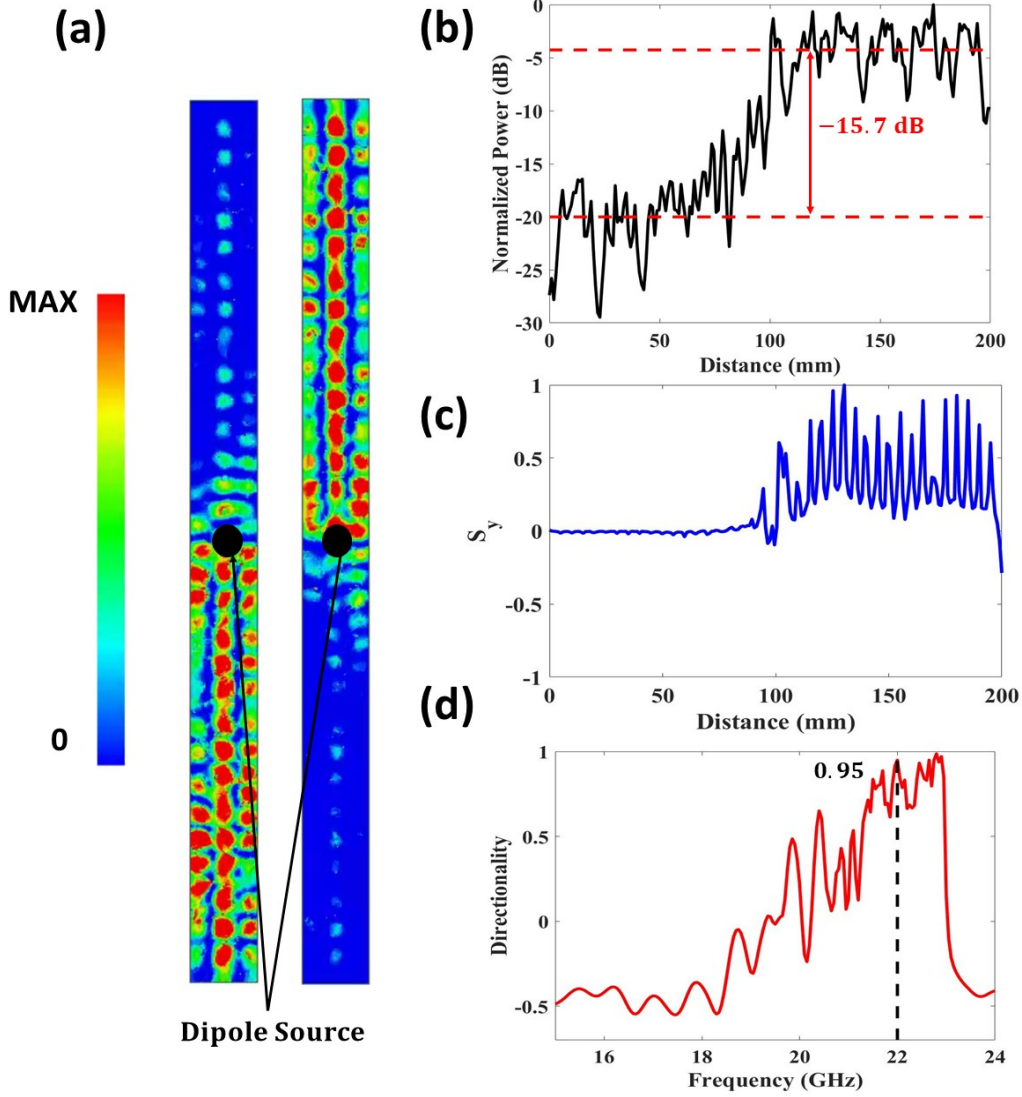 (a)
MAX
0
Dipole Source
(b)
0
-5
-10
-15
-20
-25
-30
Normalized Power (dB)
−15.7 dB
0 50 100 150 200
Distance (mm)
(c)
1
0.5
0
-0.5
-1
S_y
0 50 100 150 200
Distance (mm)
(d)
1
0.5
0
-0.5
Directionality
0.95
16 18 20 22 24
Frequency (GHz)